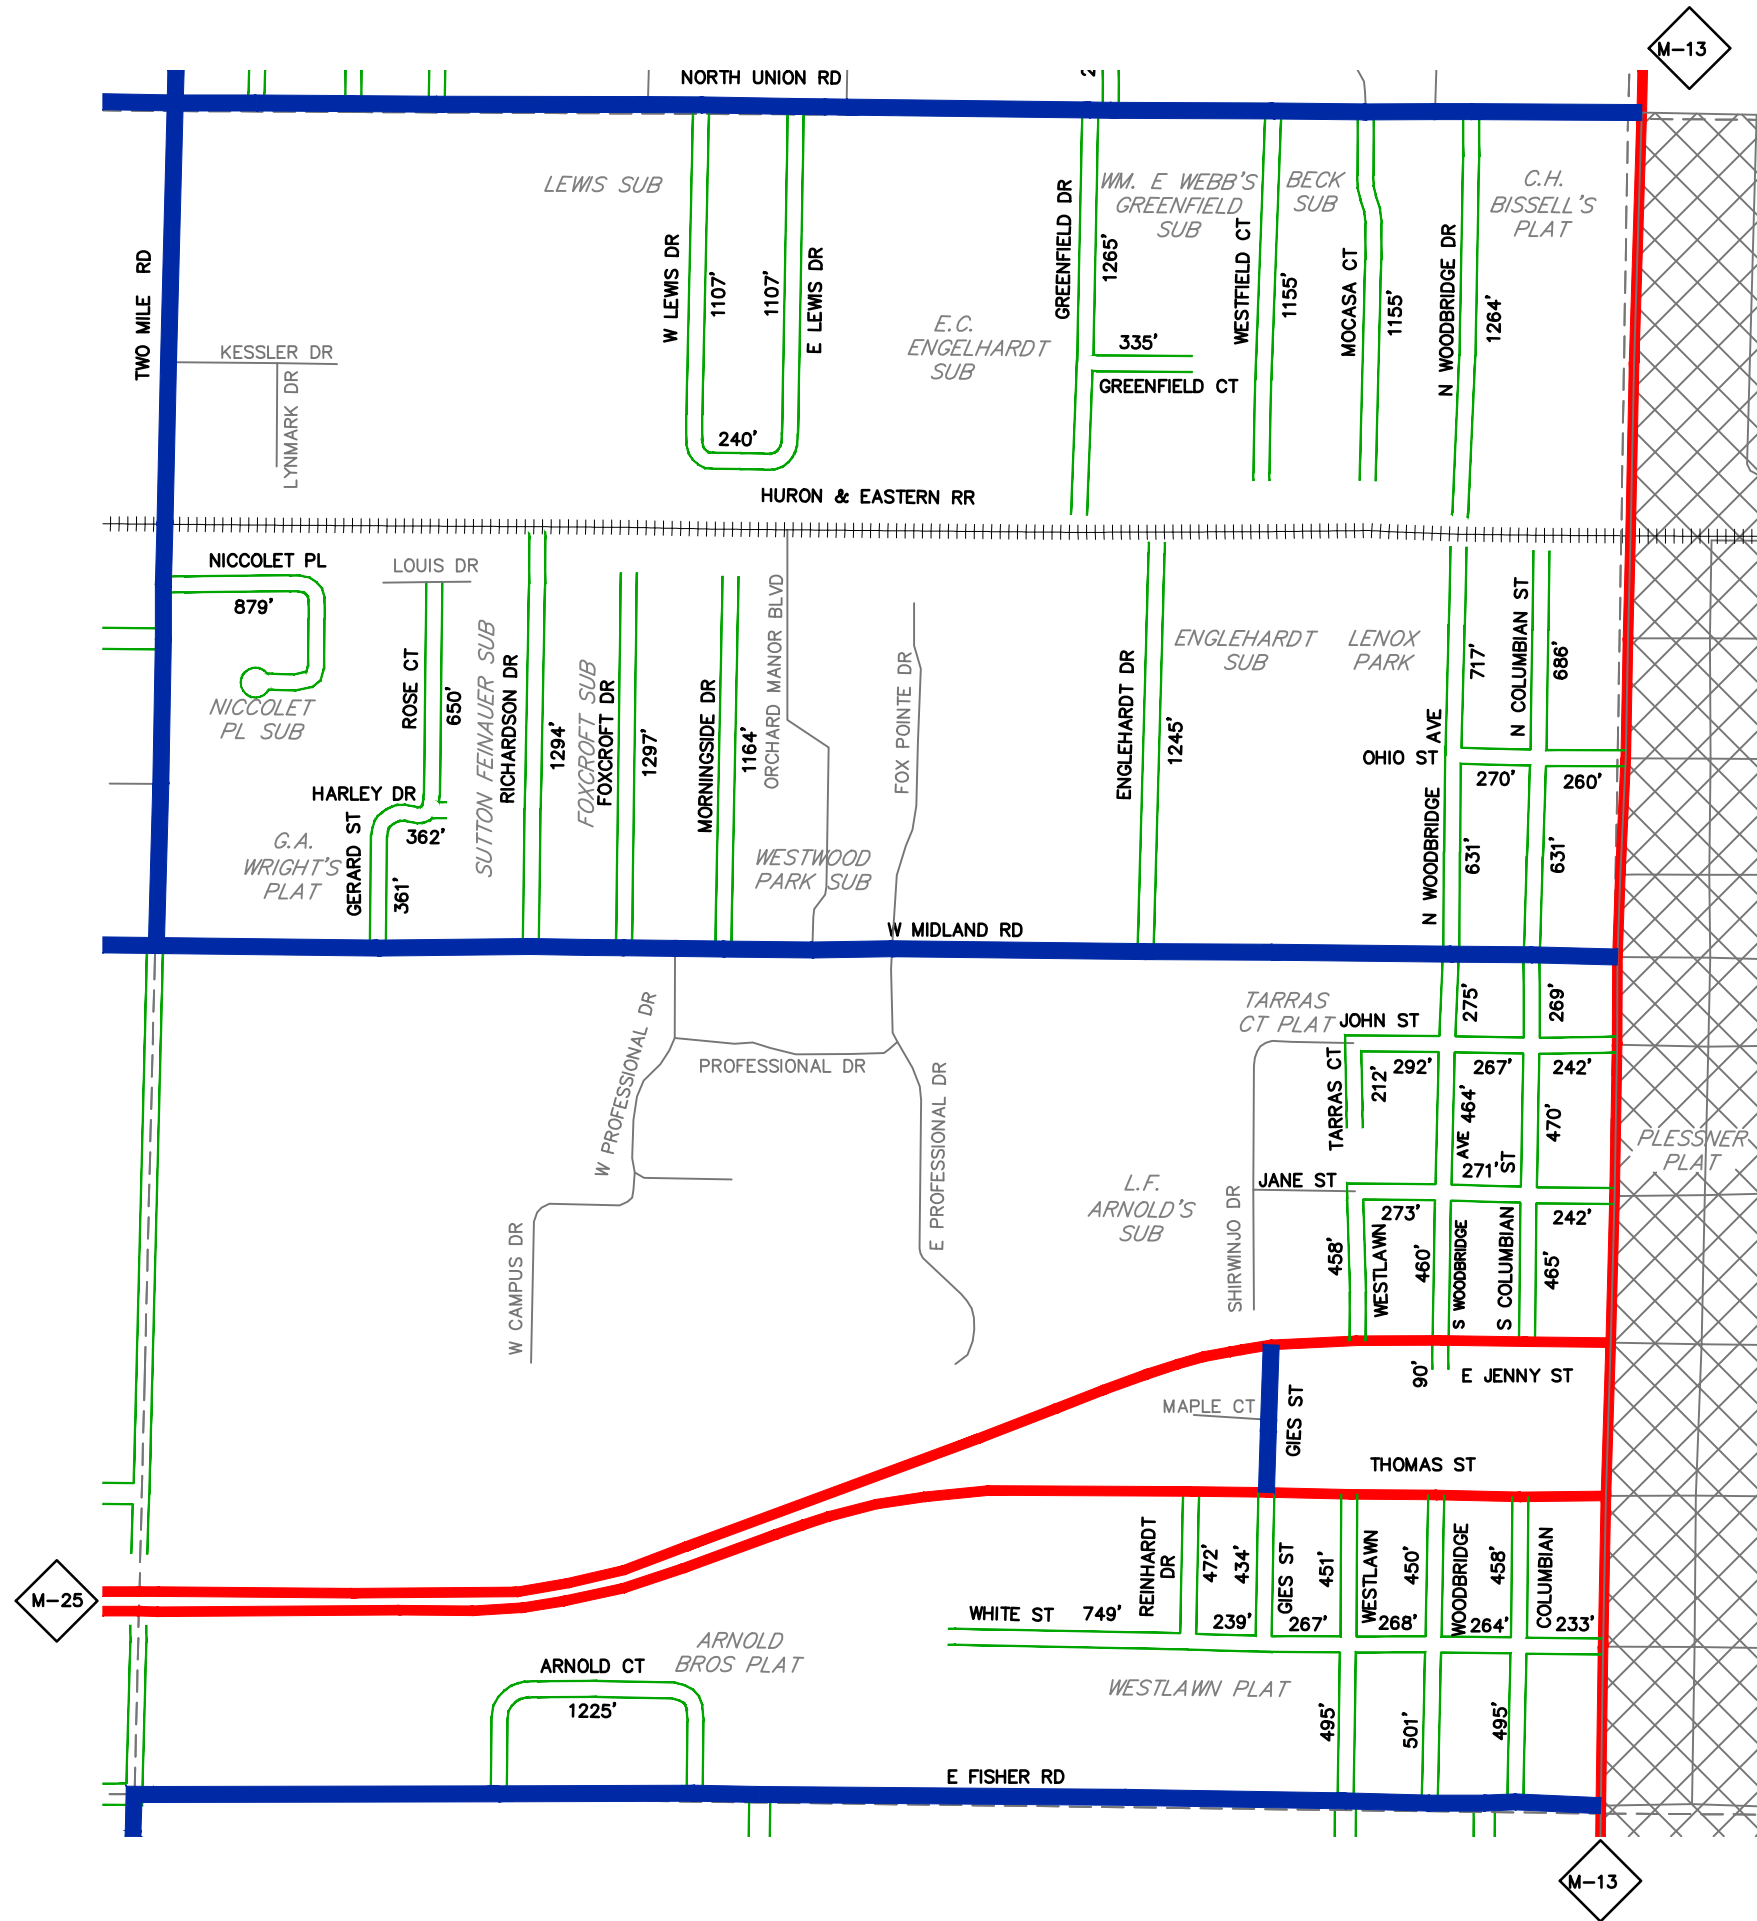 M-13
NORTH UNION RD
LEWIS SUB
WM. E WEBB'S
GREENFIELD
SUB
BECK
SUB
C.H.
BISSELL'S
PLAT
TWO MILE RD
W LEWIS DR
1107'
1107'
E LEWIS DR
GREENFIELD DR
1265'
WESTFIELD CT
1155'
MOCASA CT
1155'
N WOODBRIDGE DR
1264'
E.C.
ENGELHARDT
SUB
335'
GREENFIELD CT
KESSLER DR
LYNMARK DR
240'
HURON & EASTERN RR
NICCOLET PL
879'
NICCOLET
PL SUB
LOUIS DR
ROSE CT
650'
SUTTON FEINAUER SUB
RICHARDSON DR
1294'
FOXCROFT SUB
FOXCROFT DR
1297'
MORNINGSIDE DR
1164'
ORCHARD MANOR BLVD
FOX POINTE DR
ENGLEHARDT DR
1245'
ENGLEHARDT
SUB
LENOX
PARK
717'
N COLUMBIAN ST
686'
OHIO ST
270'
260'
N WOODBRIDGE AVE
631'
631'
HARLEY DR
362'
GERARD ST
361'
G.A.
WRIGHT'S
PLAT
WESTWOOD
PARK SUB
W MIDLAND RD
W PROFESSIONAL DR
PROFESSIONAL DR
E PROFESSIONAL DR
W CAMPUS DR
TARRAS
CT PLAT
JOHN ST
275'
269'
TARRAS CT
212'
292'
267'
242'
464'
470'
AVE
271'
ST
JANE ST
273'
242'
L.F.
ARNOLD'S
SUB
SHIRWINJO DR
458'
WESTLAWN
460'
S WOODBRIDGE
S COLUMBIAN
465'
PLESSNER
PLAT
90'
E JENNY ST
MAPLE CT
GIES ST
THOMAS ST
REINHARDT
DR
472'
434'
GIES ST
451'
WESTLAWN
450'
WOODBRIDGE
458'
COLUMBIAN
M-25
WHITE ST
749'
239'
267'
268'
264'
233'
ARNOLD
BROS PLAT
ARNOLD CT
1225'
WESTLAWN PLAT
495'
501'
495'
E FISHER RD
M-13